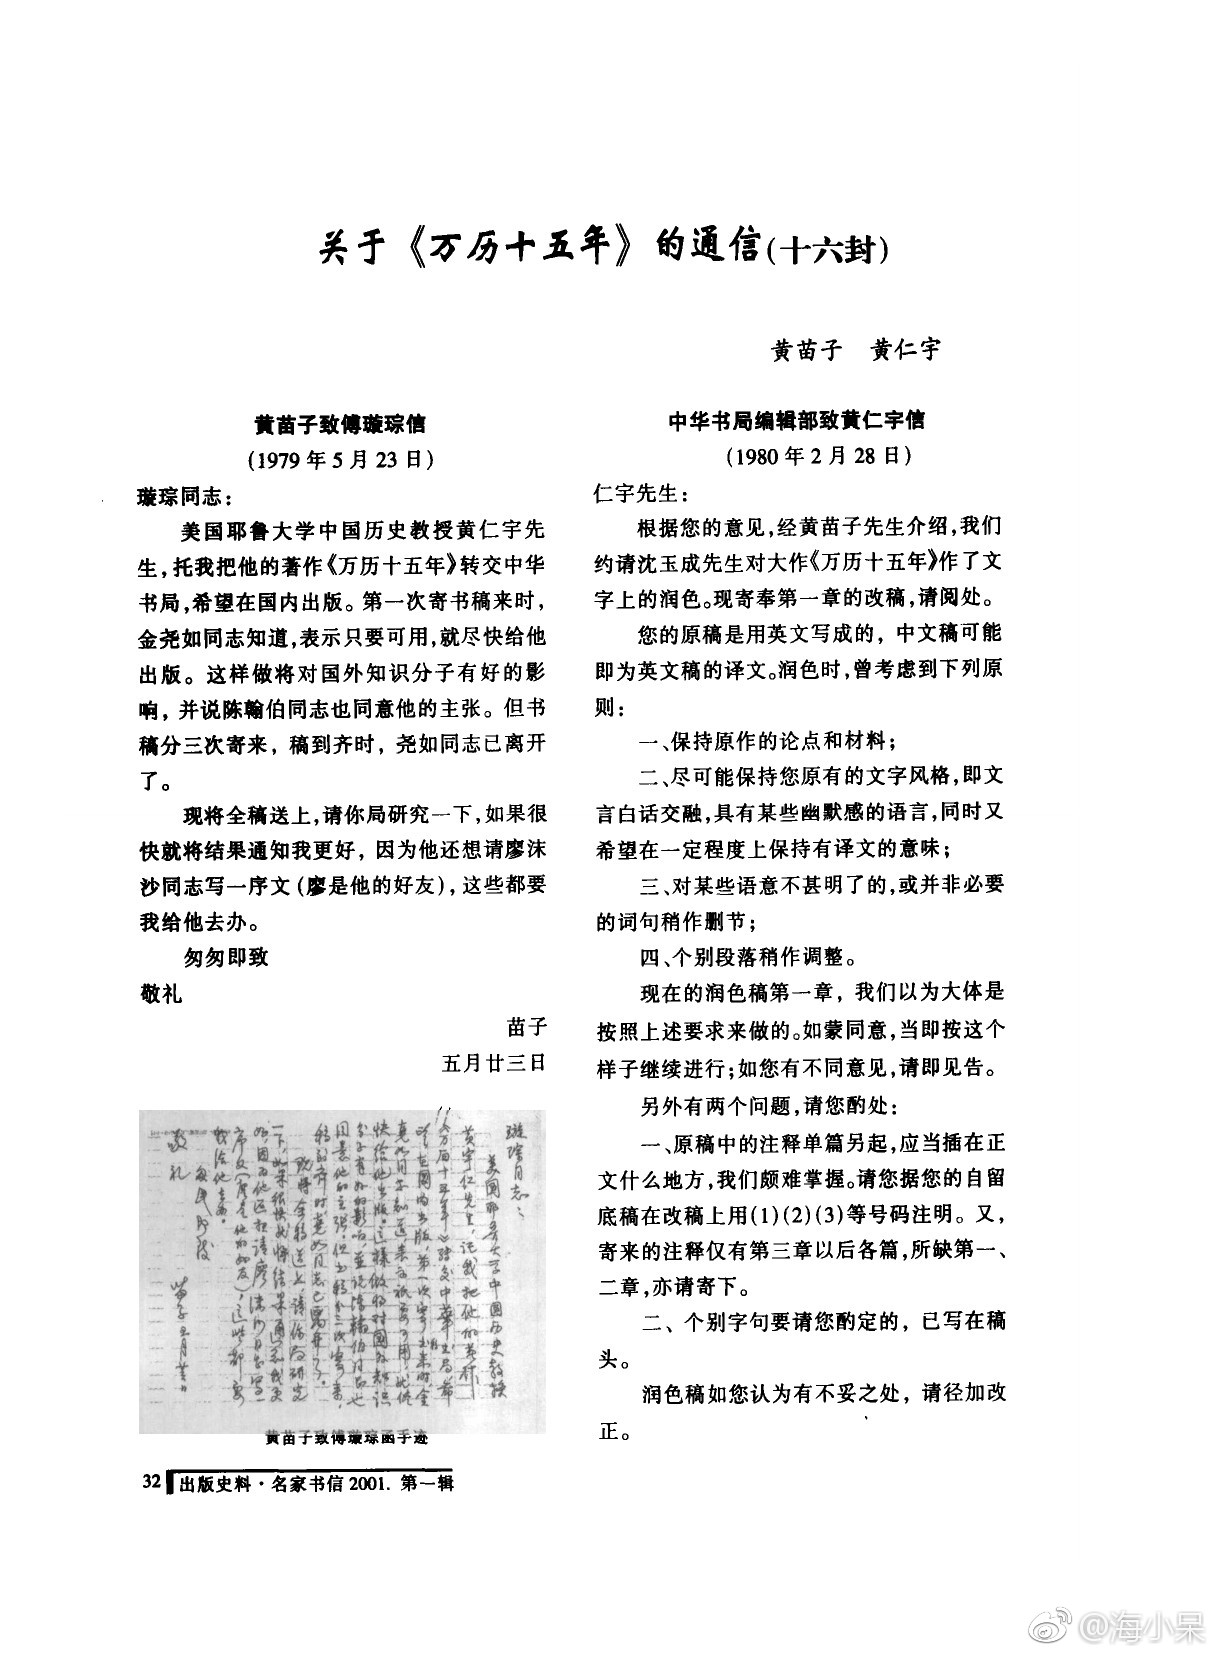 关于《万历十五年》的通信(十六封)
黄苗子　黄仁宇
黄苗子致傅璇琮信
(1979年5月23日)
璇琮同志：
美国耶鲁大学中国历史教授黄仁宇先
生，托我把他的著作《万历十五年》转交中华
书局，希望在国内出版。第一次寄书稿来时，
金尧如同志知道，表示只要可用，就尽快给他
出版。这样做将对国外知识分子有好的影
响，并说陈翰伯同志也同意他的主张。但书
稿分三次寄来，稿到齐时，尧如同志已离开
了。
现将全稿送上，请你局研究一下，如果很
快就将结果通知我更好，因为他还想请廖沫
沙同志写一序文(廖是他的好友)，这些都要
我给他去办。
匆匆即致
敬礼
苗子
五月廿三日
璇琮同志：
美国耶鲁大学中国历史教授
黄苗子致傅璇琮函手迹
32 出版史料·名家书信2001. 第一辑
中华书局编辑部致黄仁宇信
(1980年2月28日)
仁宇先生：
根据您的意见，经黄苗子先生介绍，我们
约请沈玉成先生对大作《万历十五年》作了文
字上的润色。现寄奉第一章的改稿，请阅处。
您的原稿是用英文写成的，中文稿可能
即为英文稿的译文。润色时，曾考虑到下列原
则：
一、保持原作的论点和材料；
二、尽可能保持您原有的文字风格，即文
言白话交融，具有某些幽默感的语言，同时又
希望在一定程度上保持有译文的意味；
三、对某些语意不甚明了的，或并非必要
的词句稍作删节；
四、个别段落稍作调整。
现在的润色稿第一章，我们以为大体是
按照上述要求来做的。如蒙同意，当即按这个
样子继续进行；如您有不同意见，请即见告。
另外有两个问题，请您酌处：
一、原稿中的注释单篇另起，应当插在正
文什么地方，我们颇难掌握。请您据您的自留
底稿在改稿上用(1)(2)(3)等号码注明。又，
寄来的注释仅有第三章以后各篇，所缺第一、
二章，亦请寄下。
二、个别字句要请您酌定的，已写在稿
头。
润色稿如您认为有不妥之处，请径加改
正。
@海小呆